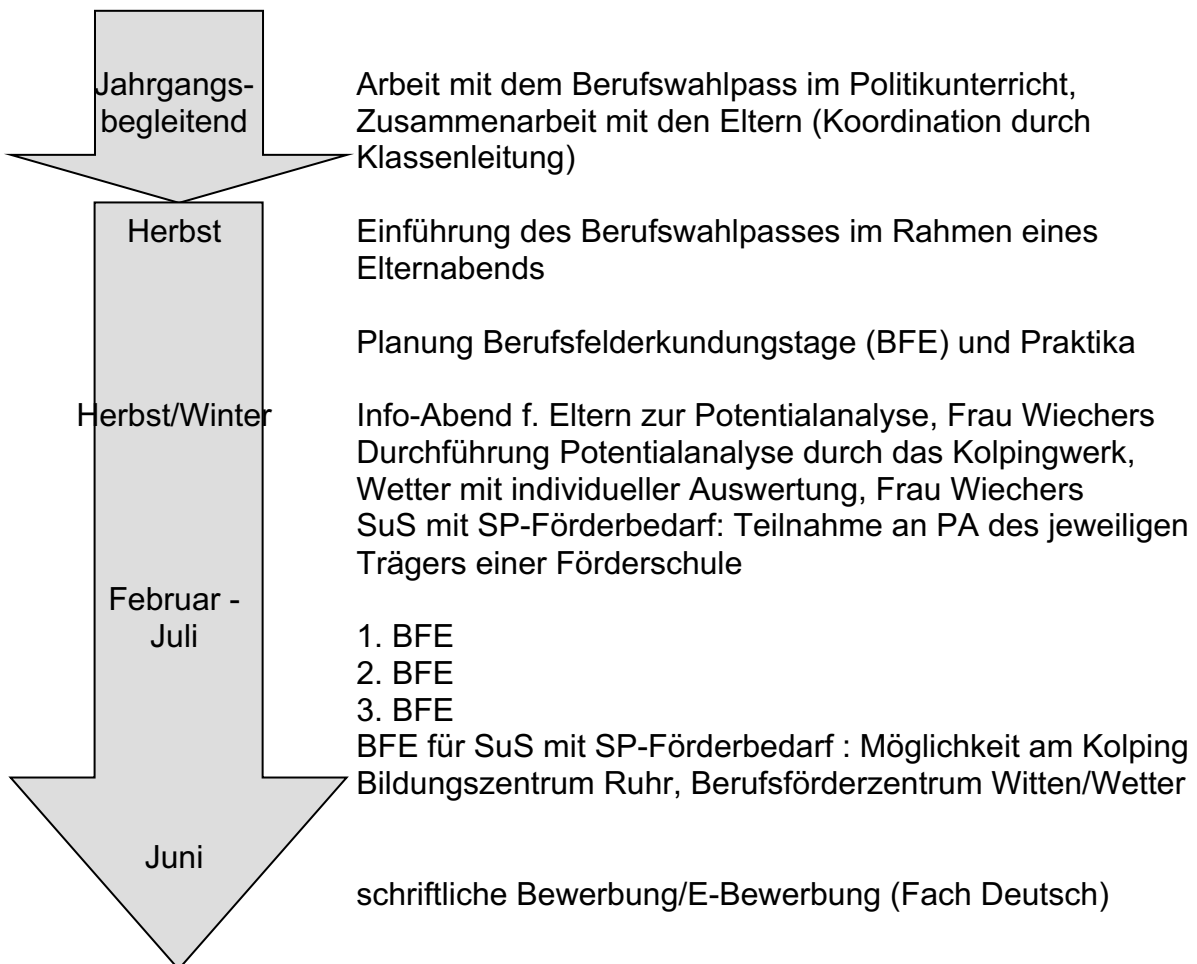 Jahrgangs-
begleitend
Arbeit mit dem Berufswahlpass im Politikunterricht,
Zusammenarbeit mit den Eltern (Koordination durch
Klassenleitung)
Herbst
Einführung des Berufswahlpasses im Rahmen eines
Elternabends
Planung Berufsfelderkundungstage (BFE) und Praktika
Herbst/Winter
Info-Abend f. Eltern zur Potentialanalyse, Frau Wiechers
Durchführung Potentialanalyse durch das Kolpingwerk,
Wetter mit individueller Auswertung, Frau Wiechers
SuS mit SP-Förderbedarf: Teilnahme an PA des jeweiligen
Trägers einer Förderschule
Februar -
Juli
1. BFE
2. BFE
3. BFE
BFE für SuS mit SP-Förderbedarf : Möglichkeit am Kolping
Bildungszentrum Ruhr, Berufsförderzentrum Witten/Wetter
Juni
schriftliche Bewerbung/E-Bewerbung (Fach Deutsch)